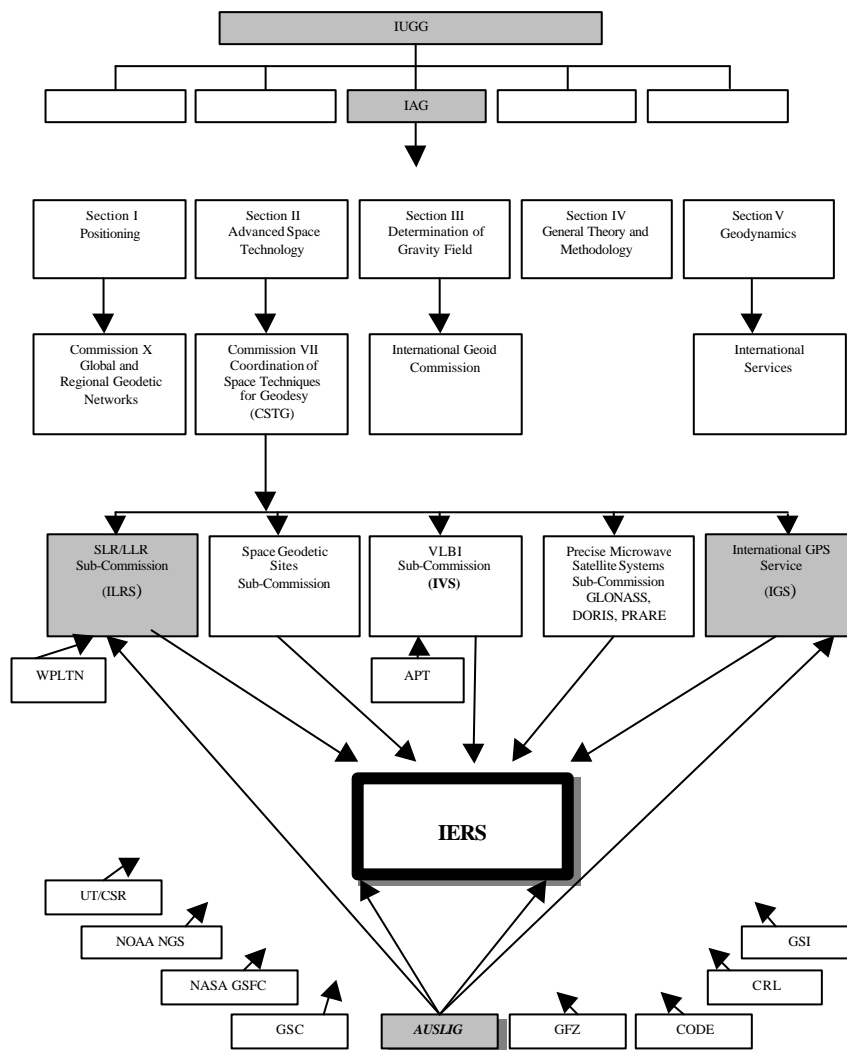 IUGG
IAG
Section I
Positioning
Section II
Advanced Space
Technology
Section III
Determination of
Gravity Field
Section IV
General Theory and
Methodology
Section V
Geodynamics
Commission X
Global and
Regional Geodetic
Networks
Commission VII
Coordination of
Space Techniques
for Geodesy
(CSTG)
International Geoid
Commission
International
Services
SLR/LLR
Sub-Commission
(ILRS)
Space Geodetic
Sites
Sub-Commission
VLBI
Sub-Commission
(IVS)
Precise Microwave
Satellite Systems
Sub-Commission
GLONASS,
DORIS, PRARE
International GPS
Service
(IGS)
WPLTN
APT
IERS
UT/CSR
NOAA NGS
NASA GSFC
GSC
AUSLIG
GFZ
CODE
CRL
GSI